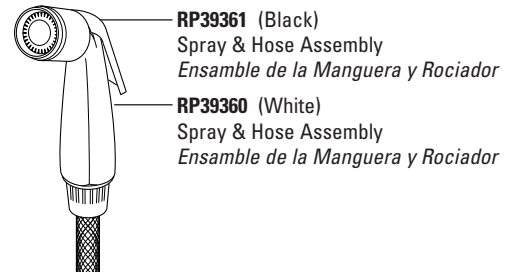 RP39361 (Black)
Spray & Hose Assembly
Ensamble de la Manguera y Rociador
RP39360 (White)
Spray & Hose Assembly
Ensamble de la Manguera y Rociador